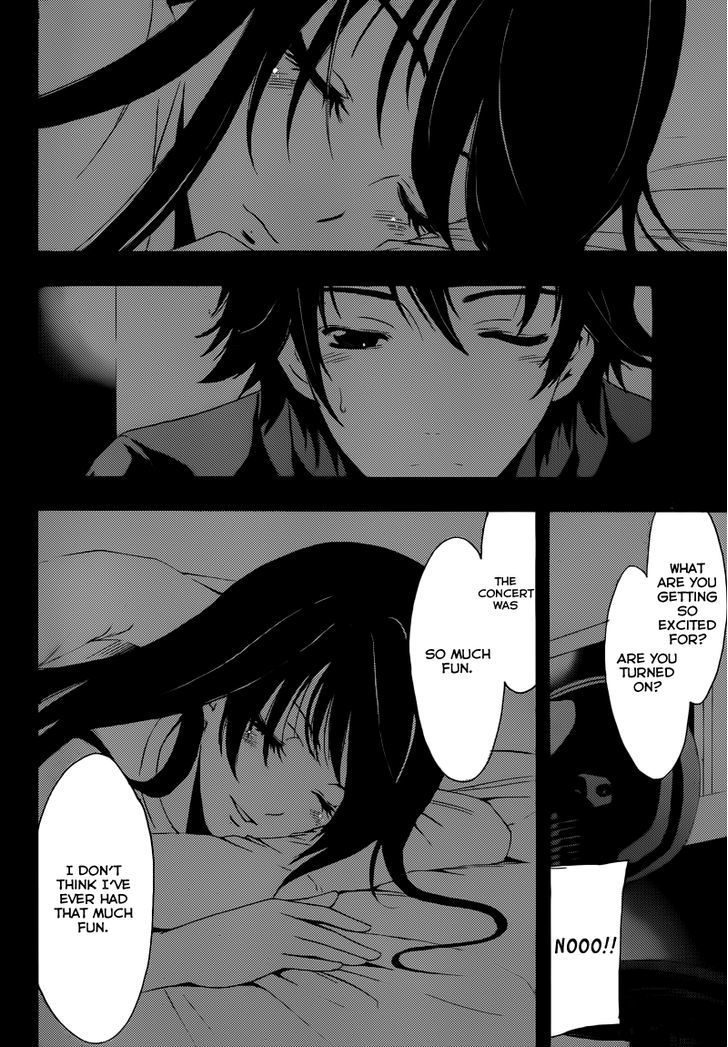 WHAT
ARE YOU
GETTING
SO
EXCITED
FOR?
ARE YOU
TURNED
ON?
NOOO!!
THE
CONCERT
WAS
SO MUCH
FUN.
I DON'T
THINK I'VE
EVER HAD
THAT MUCH
FUN.